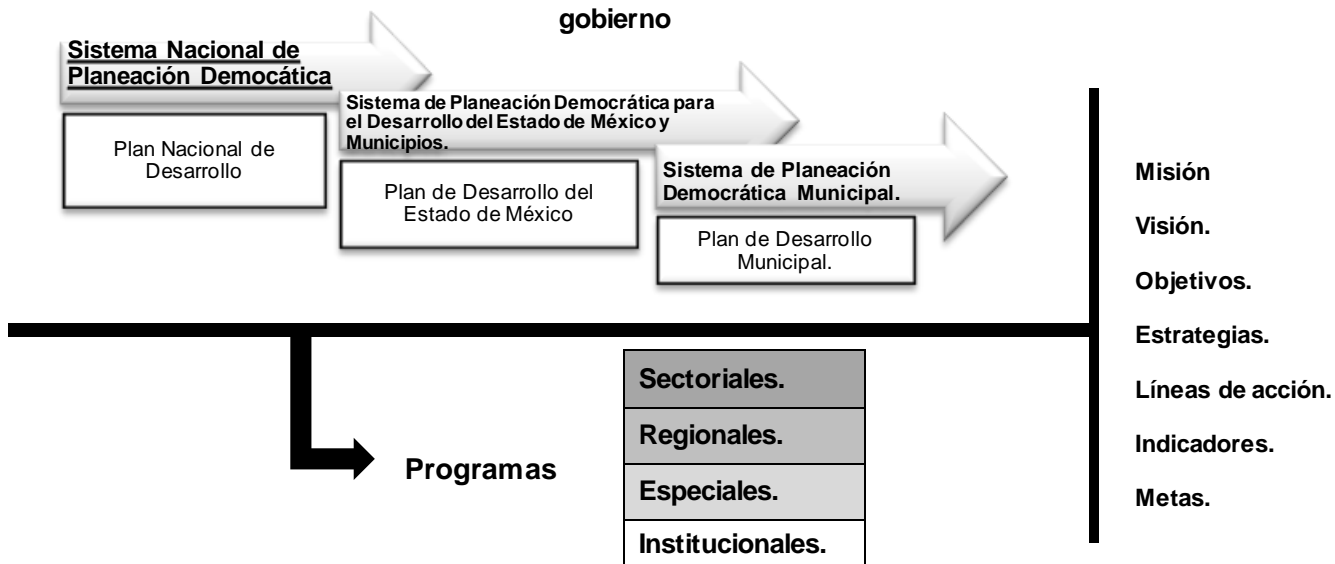 gobierno
Sistema Nacional de
Planeación Democática
Plan Nacional de
Desarrollo
Sistema de Planeación Democrática para
el Desarrollo del Estado de México y
Municipios.
Plan de Desarrollo del
Estado de México
Sistema de Planeación
Democrática Municipal.
Plan de Desarrollo
Municipal.
Misión
Visión.
Objetivos.
Estrategias.
Líneas de acción.
Indicadores.
Metas.
Programas
Sectoriales.
Regionales.
Especiales.
Institucionales.